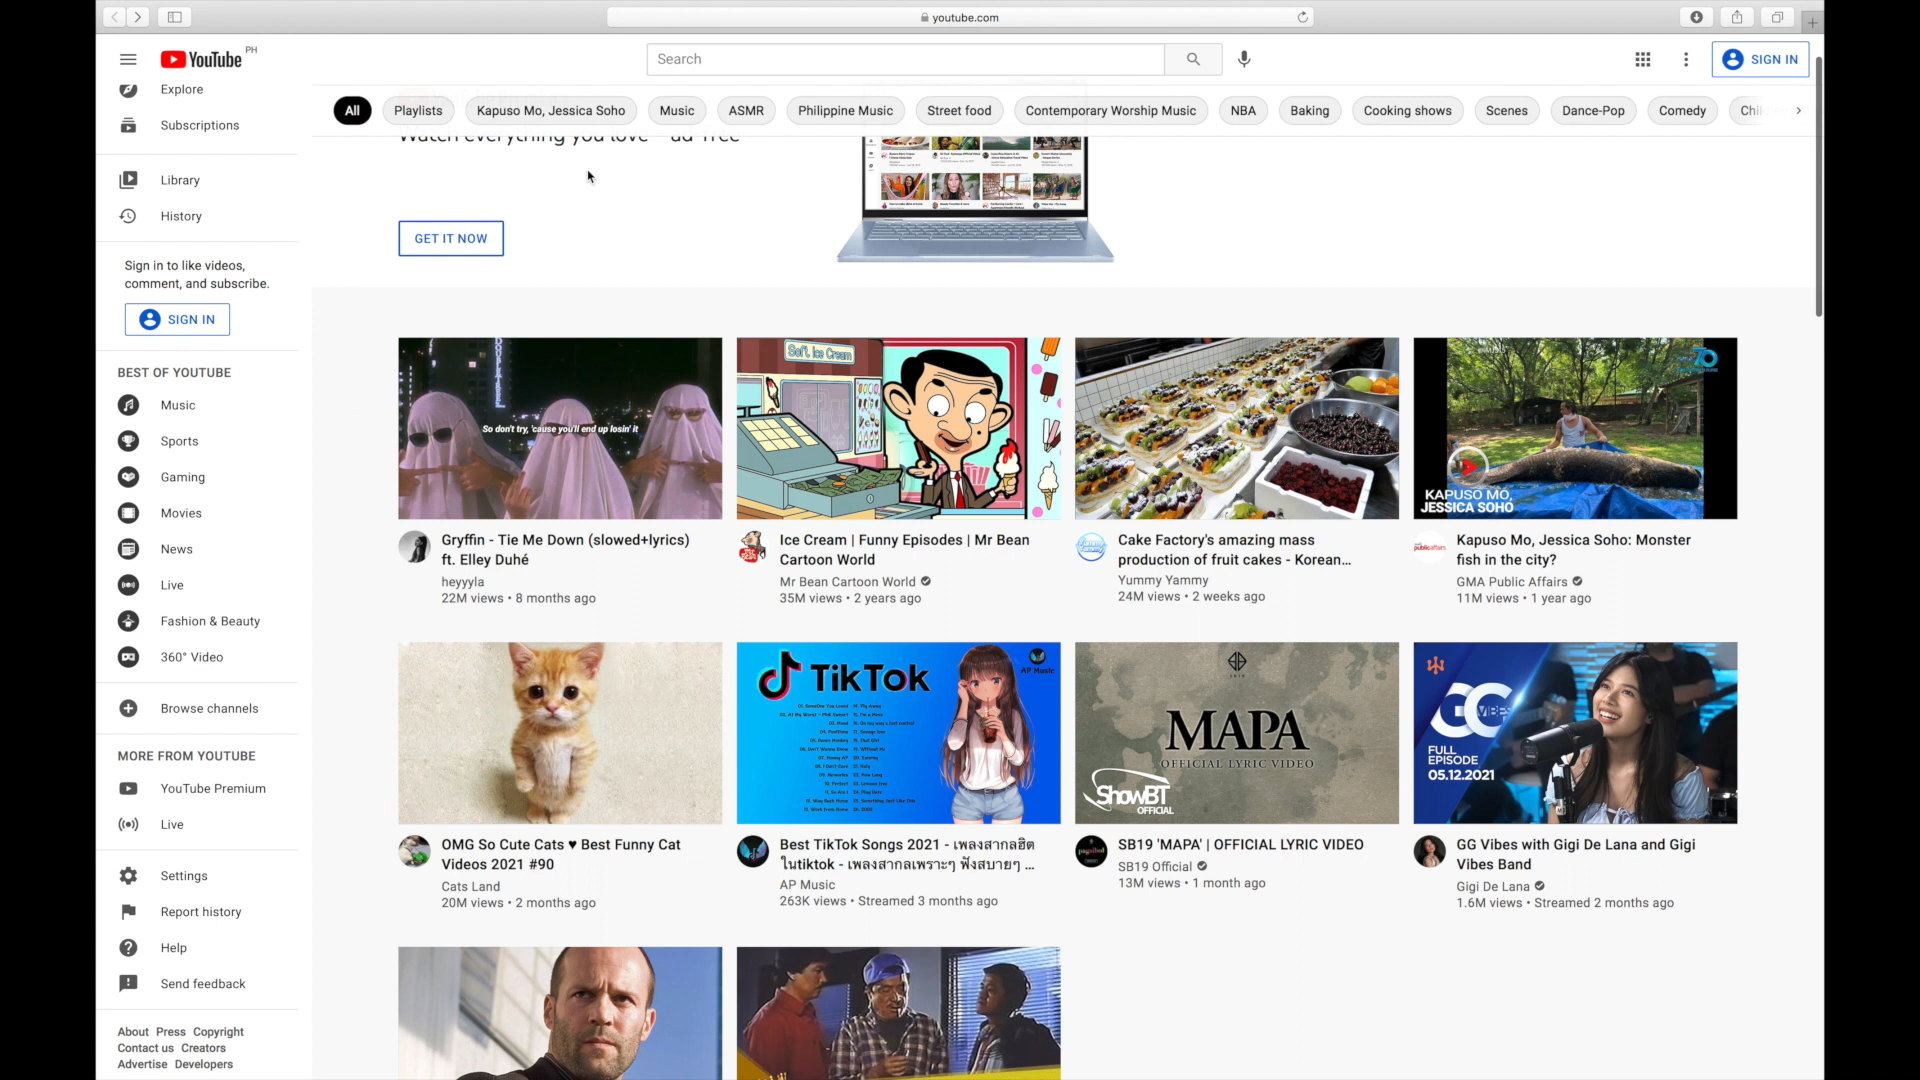 youtube.com
YouTube PH
Search
SIGN IN
Explore
Subscriptions
All
Playlists
Kapuso Mo, Jessica Soho
Music
ASMR
Philippine Music
Street food
Contemporary Worship Music
NBA
Baking
Cooking shows
Scenes
Dance-Pop
Comedy
Watch everything you love - ad-free
GET IT NOW
Library
History
Sign in to like videos,
comment, and subscribe.
SIGN IN
BEST OF YOUTUBE
Music
Sports
Gaming
Movies
News
Live
Fashion & Beauty
360° Video
Browse channels
MORE FROM YOUTUBE
YouTube Premium
Live
Settings
Report history
Help
Send feedback
About Press Copyright
Contact us Creators
Advertise Developers
So don't try, 'cause you'll end up losin' it
Gryffin - Tie Me Down (slowed+lyrics)
ft. Elley Duhé
heyyyla
22M views • 8 months ago
Soft Ice Cream
Ice Cream | Funny Episodes | Mr Bean
Cartoon World
Mr Bean Cartoon World
35M views • 2 years ago
Cake Factory's amazing mass
production of fruit cakes - Korean...
Yummy Yammy
24M views • 2 weeks ago
70
KAPUSO MO,
JESSICA SOHO
publicaffairs
Kapuso Mo, Jessica Soho: Monster
fish in the city?
GMA Public Affairs
11M views • 1 year ago
OMG So Cute Cats ♥ Best Funny Cat
Videos 2021 #90
Cats Land
20M views • 2 months ago
TikTok
AP Music
Best TikTok Songs 2021 - เพลงสากลฮิต
ในtiktok - เพลงสากลเพราะๆ ฟังสบายๆ ...
AP Music
263K views • Streamed 3 months ago
MAPA
OFFICIAL LYRIC VIDEO
ShowBT
OFFICIAL
pagsibol
SB19 'MAPA' | OFFICIAL LYRIC VIDEO
SB19 Official
13M views • 1 month ago
GG
VIBES
FULL
EPISODE
05.12.2021
GG Vibes with Gigi De Lana and Gigi
Vibes Band
Gigi De Lana
1.6M views • Streamed 2 months ago